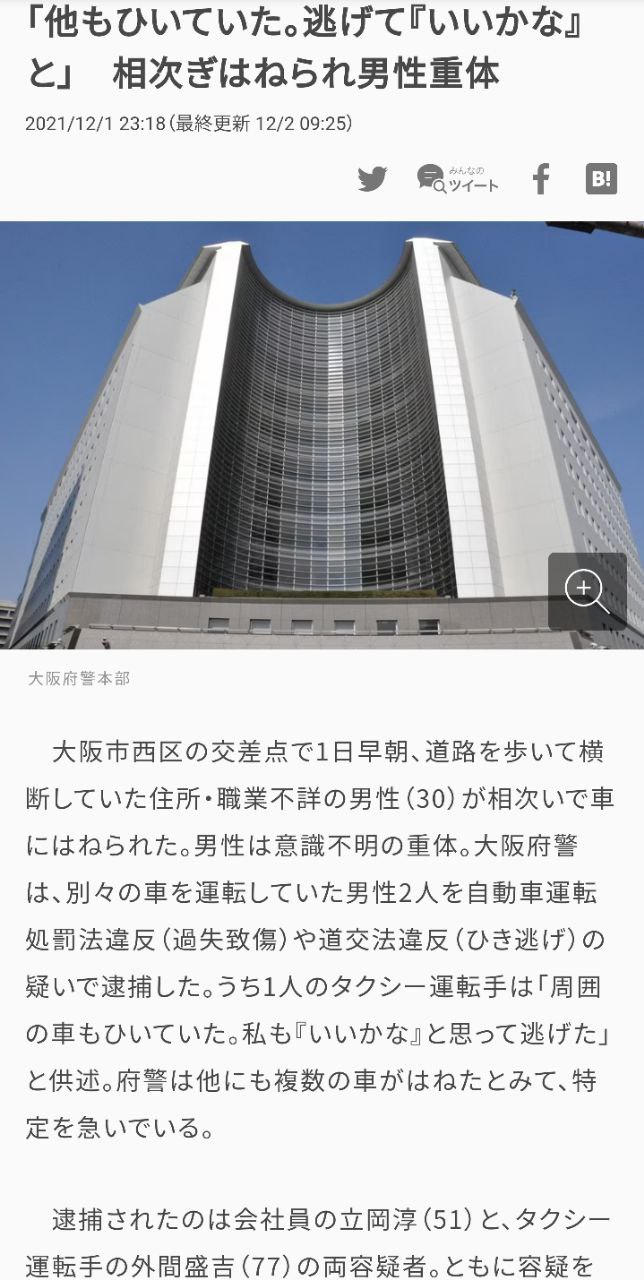 「他もひいていた。逃げて『いいかな』
と」　相次ぎはねられ男性重体
2021/12/1 23:18（最終更新 12/2 09:25）
みんなの
ツイート
B!
大阪府警本部
大阪市西区の交差点で1日早朝、道路を歩いて横
断していた住所・職業不詳の男性（30）が相次いで車
にはねられた。男性は意識不明の重体。大阪府警
は、別々の車を運転していた男性2人を自動車運転
処罰法違反（過失致傷）や道交法違反（ひき逃げ）の
疑いで逮捕した。うち1人のタクシー運転手は「周囲
の車もひいていた。私も『いいかな』と思って逃げた」
と供述。府警は他にも複数の車がはねたとみて、特
定を急いでいる。
逮捕されたのは会社員の立岡淳（51）と、タクシー
運転手の外間盛吉（77）の両容疑者。ともに容疑を